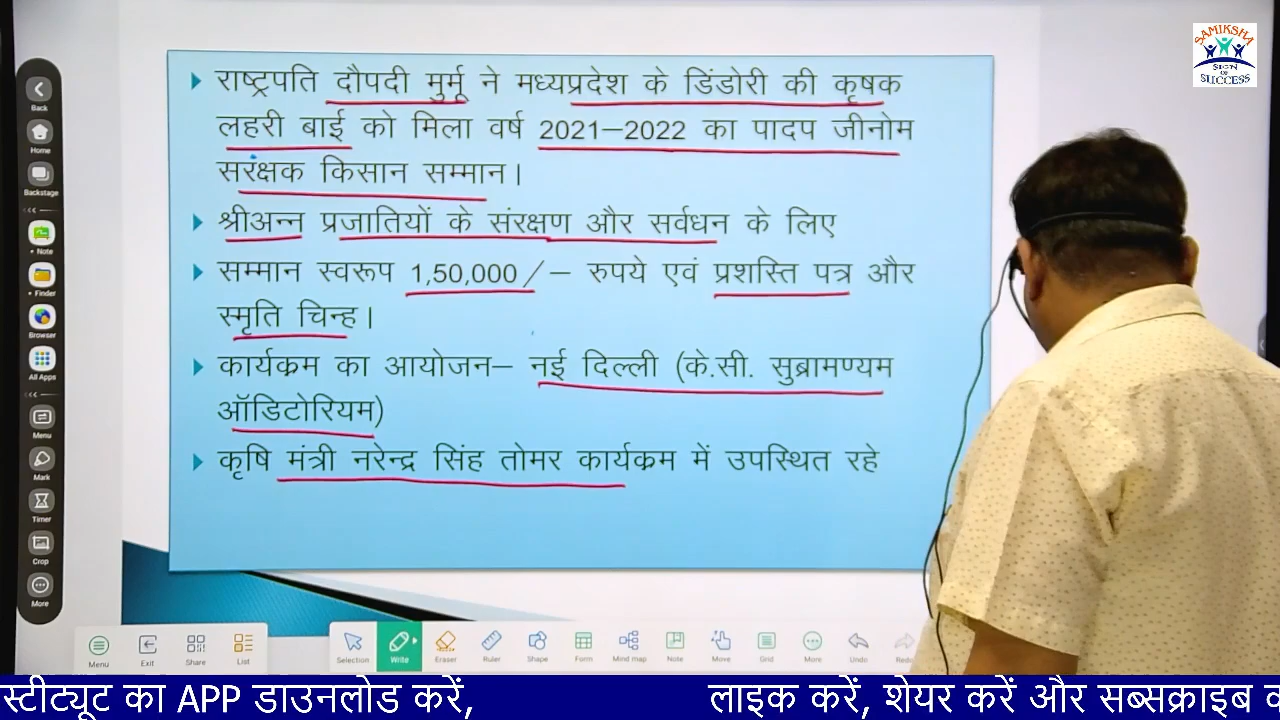 SAMIKSHA
SIGN
OF
SUCCESS
राष्ट्रपति दौपदी मुर्मू ने मध्यप्रदेश के डिंडोरी की कृषक
लहरी बाई को मिला वर्ष 2021–2022 का पादप जीनोम
सरंक्षक किसान सम्मान।
श्रीअन्न प्रजातियों के संरक्षण और सर्वधन के लिए
सम्मान स्वरूप 1,50,000/– रुपये एवं प्रशस्ति पत्र और
स्मृति चिन्ह।
कार्यक्रम का आयोजन– नई दिल्ली (के.सी. सुब्रामण्यम
ऑडिटोरियम)
कृषि मंत्री नरेन्द्र सिंह तोमर कार्यक्रम में उपस्थित रहे
Back
Home
Backstage
Note
Finder
Browser
All Apps
Menu
Mark
Timer
Crop
More
Menu Exit Share List Selection Write Eraser Ruler Shape Form Mind map Note Move Grid More Undo Redo
स्टीट्यूट का APP डाउनलोड करें, लाइक करें, शेयर करें और सब्सक्राइब